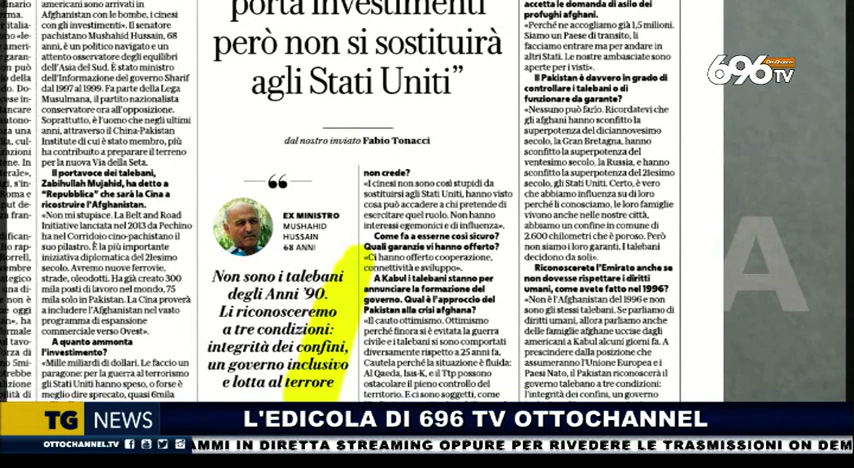 porta investimenti
però non si sostituirà
agli Stati Uniti”
dal nostro inviato Fabio Tonacci
americani sono arrivati in
Afghanistan con le bombe, i cinesi
con gli investimenti». Il senatore
pachistano Mushahid Hussain, 68
anni, è un politico navigato e un
attento osservatore degli equilibri
dell'Asia del Sud. È stato ministro
dell'Informazione del governo Sharif
dal 1997 al 1999. Fa parte della Lega
Musulmana, il partito nazionalista
conservatore ora all'opposizione.
Soprattutto, è l'uomo che negli ultimi
anni, attraverso il China-Pakistan
Institute di cui è stato membro, più
ha contribuito a preparare il terreno
per la nuova Via della Seta.
Il portavoce dei talebani,
Zabihullah Mujahid, ha detto a
“Repubblica” che sarà la Cina a
ricostruire l'Afghanistan.
«Non mi stupisce. La Belt and Road
Initiative lanciata nel 2013 da Pechino
ha nel Corridoio cino-pachistano il
suo pilastro. È la più importante
iniziativa diplomatica del 21esimo
secolo. Avremo nuove ferrovie,
strade, oleodotti. Ha già creato 300
mila posti di lavoro nel mondo, 75
mila solo in Pakistan. La Cina proverà
a includere l'Afghanistan nel vasto
programma di espansione
commerciale verso Ovest».
A quanto ammonta
l'investimento?
«Mille miliardi di dollari. Le faccio un
paragone: per la guerra al terrorismo
gli Stati Uniti hanno speso, o forse è
meglio dire sprecato, quasi 6mila
“
EX MINISTRO
MUSHAHID
HUSSAIN
68 ANNI
Non sono i talebani
degli Anni '90.
Li riconosceremo
a tre condizioni:
integrità dei confini,
un governo inclusivo
e lotta al terrore
non crede?
«I cinesi non sono così stupidi da
sostituirsi agli Stati Uniti, hanno visto
cosa può accadere a chi pretende di
esercitare quel ruolo. Non hanno
interessi egemonici e di influenza».
Come fa a esserne così sicuro?
Quali garanzie vi hanno offerto?
«Ci hanno offerto cooperazione,
connettività e sviluppo».
A Kabul i talebani stanno per
annunciare la formazione del
governo. Qual è l'approccio del
Pakistan alla crisi afghana?
«Il cauto ottimismo. Ottimismo
perché finora si è evitata la guerra
civile e i talebani si sono comportati
diversamente rispetto a 25 anni fa.
Cautela perché la situazione è fluida:
Al Qaeda, Isis-K, e il Ttp possono
ostacolare il pieno controllo del
territorio. E ci sono soggetti, come
accetta le domanda di asilo dei
profughi afghani.
«Perché ne accogliamo già 1,5 milioni.
Siamo un Paese di transito, li
facciamo entrare ma per andare in
altri Stati. Le nostre ambasciate sono
aperte per i visti».
Il Pakistan è davvero in grado di
controllare i talebani o di
funzionare da garante?
«Nessuno può farlo. Ricordatevi che
gli afghani hanno sconfitto la
superpotenza del diciannovesimo
secolo, la Gran Bretagna, hanno
sconfitto la superpotenza del
ventesimo secolo, la Russia, e hanno
sconfitto la superpotenza del 21esimo
secolo, gli Stati Uniti. Certo, è vero
che abbiamo influenza su di loro
perché li conosciamo, le loro famiglie
vivono anche nelle nostre città,
abbiamo un confine in comune di
2.600 chilometri che è poroso. Però
non siamo i loro garanti. I talebani
decidono da soli».
Riconoscerete l'Emirato anche se
non dovesse rispettare i diritti
umani, come avete fatto nel 1996?
«Non è l'Afghanistan del 1996 e non
sono gli stessi talebani. Se parliamo di
diritti umani, allora parliamo anche
delle famiglie afghane uccise dagli
americani a Kabul alcuni giorni fa. A
prescindere dalla posizione che
assumeranno l'Unione Europea e i
Paesi Nato, il Pakistan riconoscerà il
governo talebano a tre condizioni:
l'integrità dei confini, un governo
696
TV
A
TG NEWS
L'EDICOLA DI 696 TV OTTOCHANNEL
OTTOCHANNEL.TV
AMMI IN DIRETTA STREAMING OPPURE PER RIVEDERE LE TRASMISSIONI ON DEM